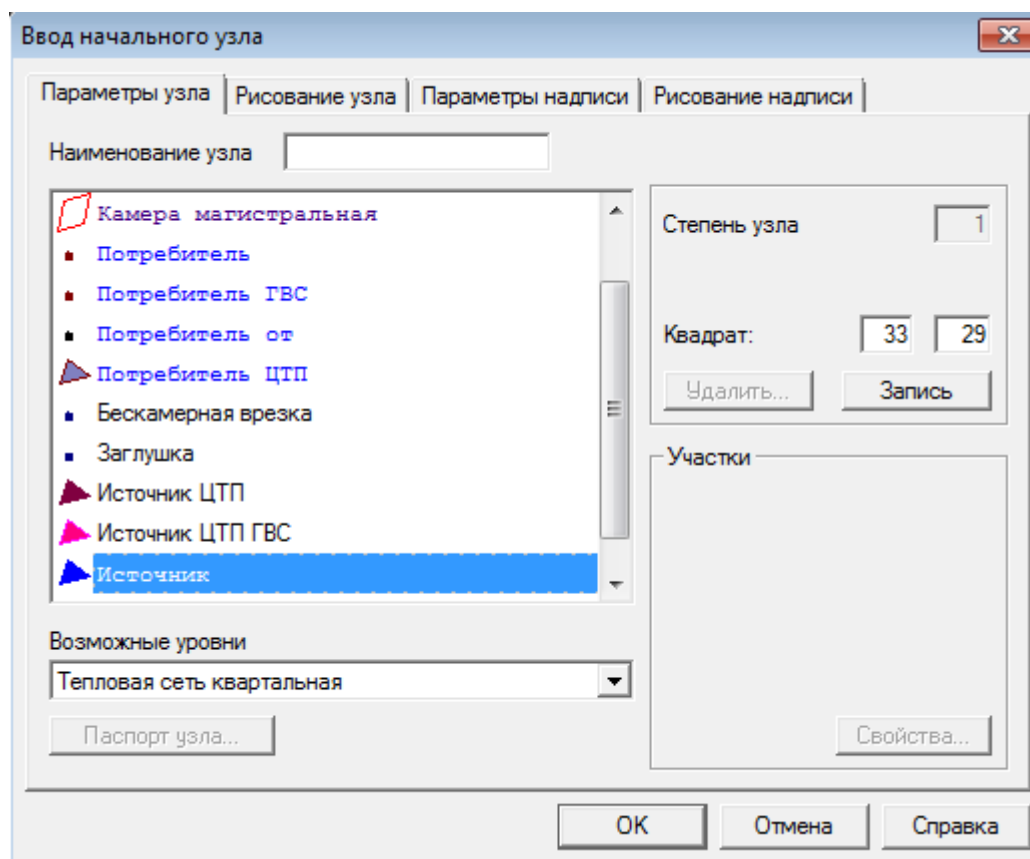 Ввод начального узла
Параметры узла Рисование узла Параметры надписи Рисование надписи
Наименование узла
Камера магистральная
Потребитель
Потребитель ГВС
Потребитель от
Потребитель ЦТП
Бескамерная врезка
Заглушка
Источник ЦТП
Источник ЦТП ГВС
Источник
Возможные уровни
Тепловая сеть квартальная
Паспорт узла...
Степень узла 1
Квадрат: 33 29
Удалить... Запись
Участки
Свойства...
OK Отмена Справка